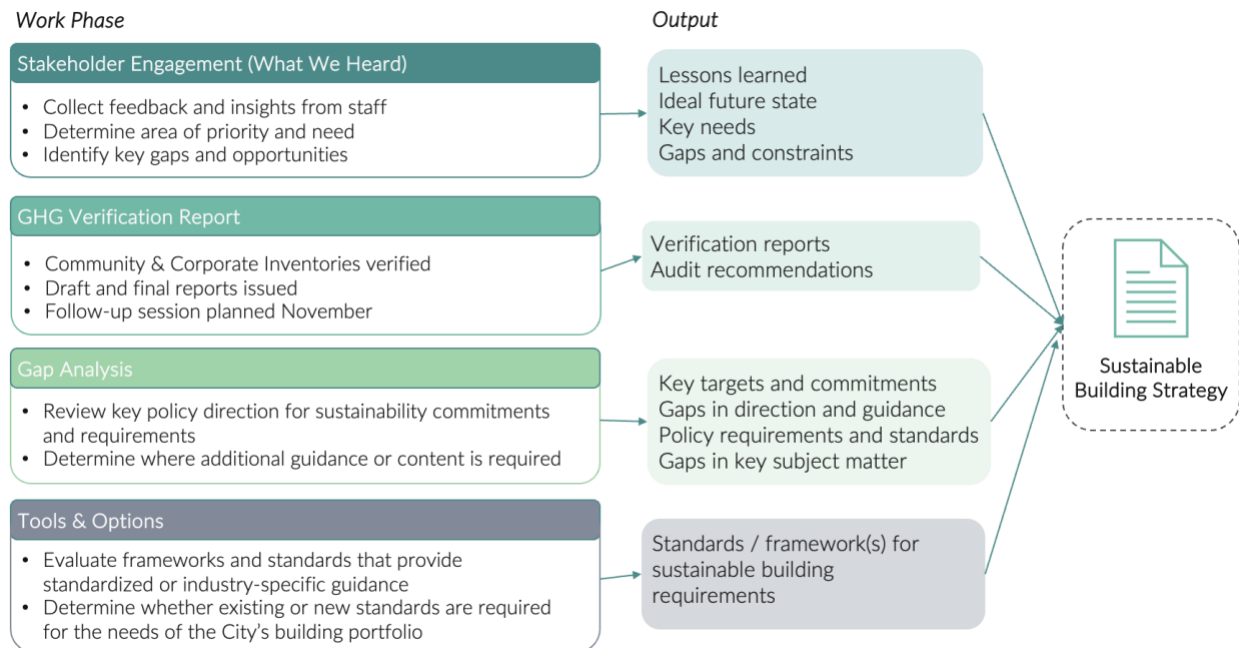 Work Phase
Output
Stakeholder Engagement (What We Heard)
• Collect feedback and insights from staff
• Determine area of priority and need
• Identify key gaps and opportunities
Lessons learned
Ideal future state
Key needs
Gaps and constraints
GHG Verification Report
• Community & Corporate Inventories verified
• Draft and final reports issued
• Follow-up session planned November
Verification reports
Audit recommendations
Gap Analysis
• Review key policy direction for sustainability commitments
and requirements
• Determine where additional guidance or content is required
Key targets and commitments
Gaps in direction and guidance
Policy requirements and standards
Gaps in key subject matter
Tools & Options
• Evaluate frameworks and standards that provide
standardized or industry-specific guidance
• Determine whether existing or new standards are required
for the needs of the City's building portfolio
Standards / framework(s) for
sustainable building
requirements
Sustainable
Building Strategy